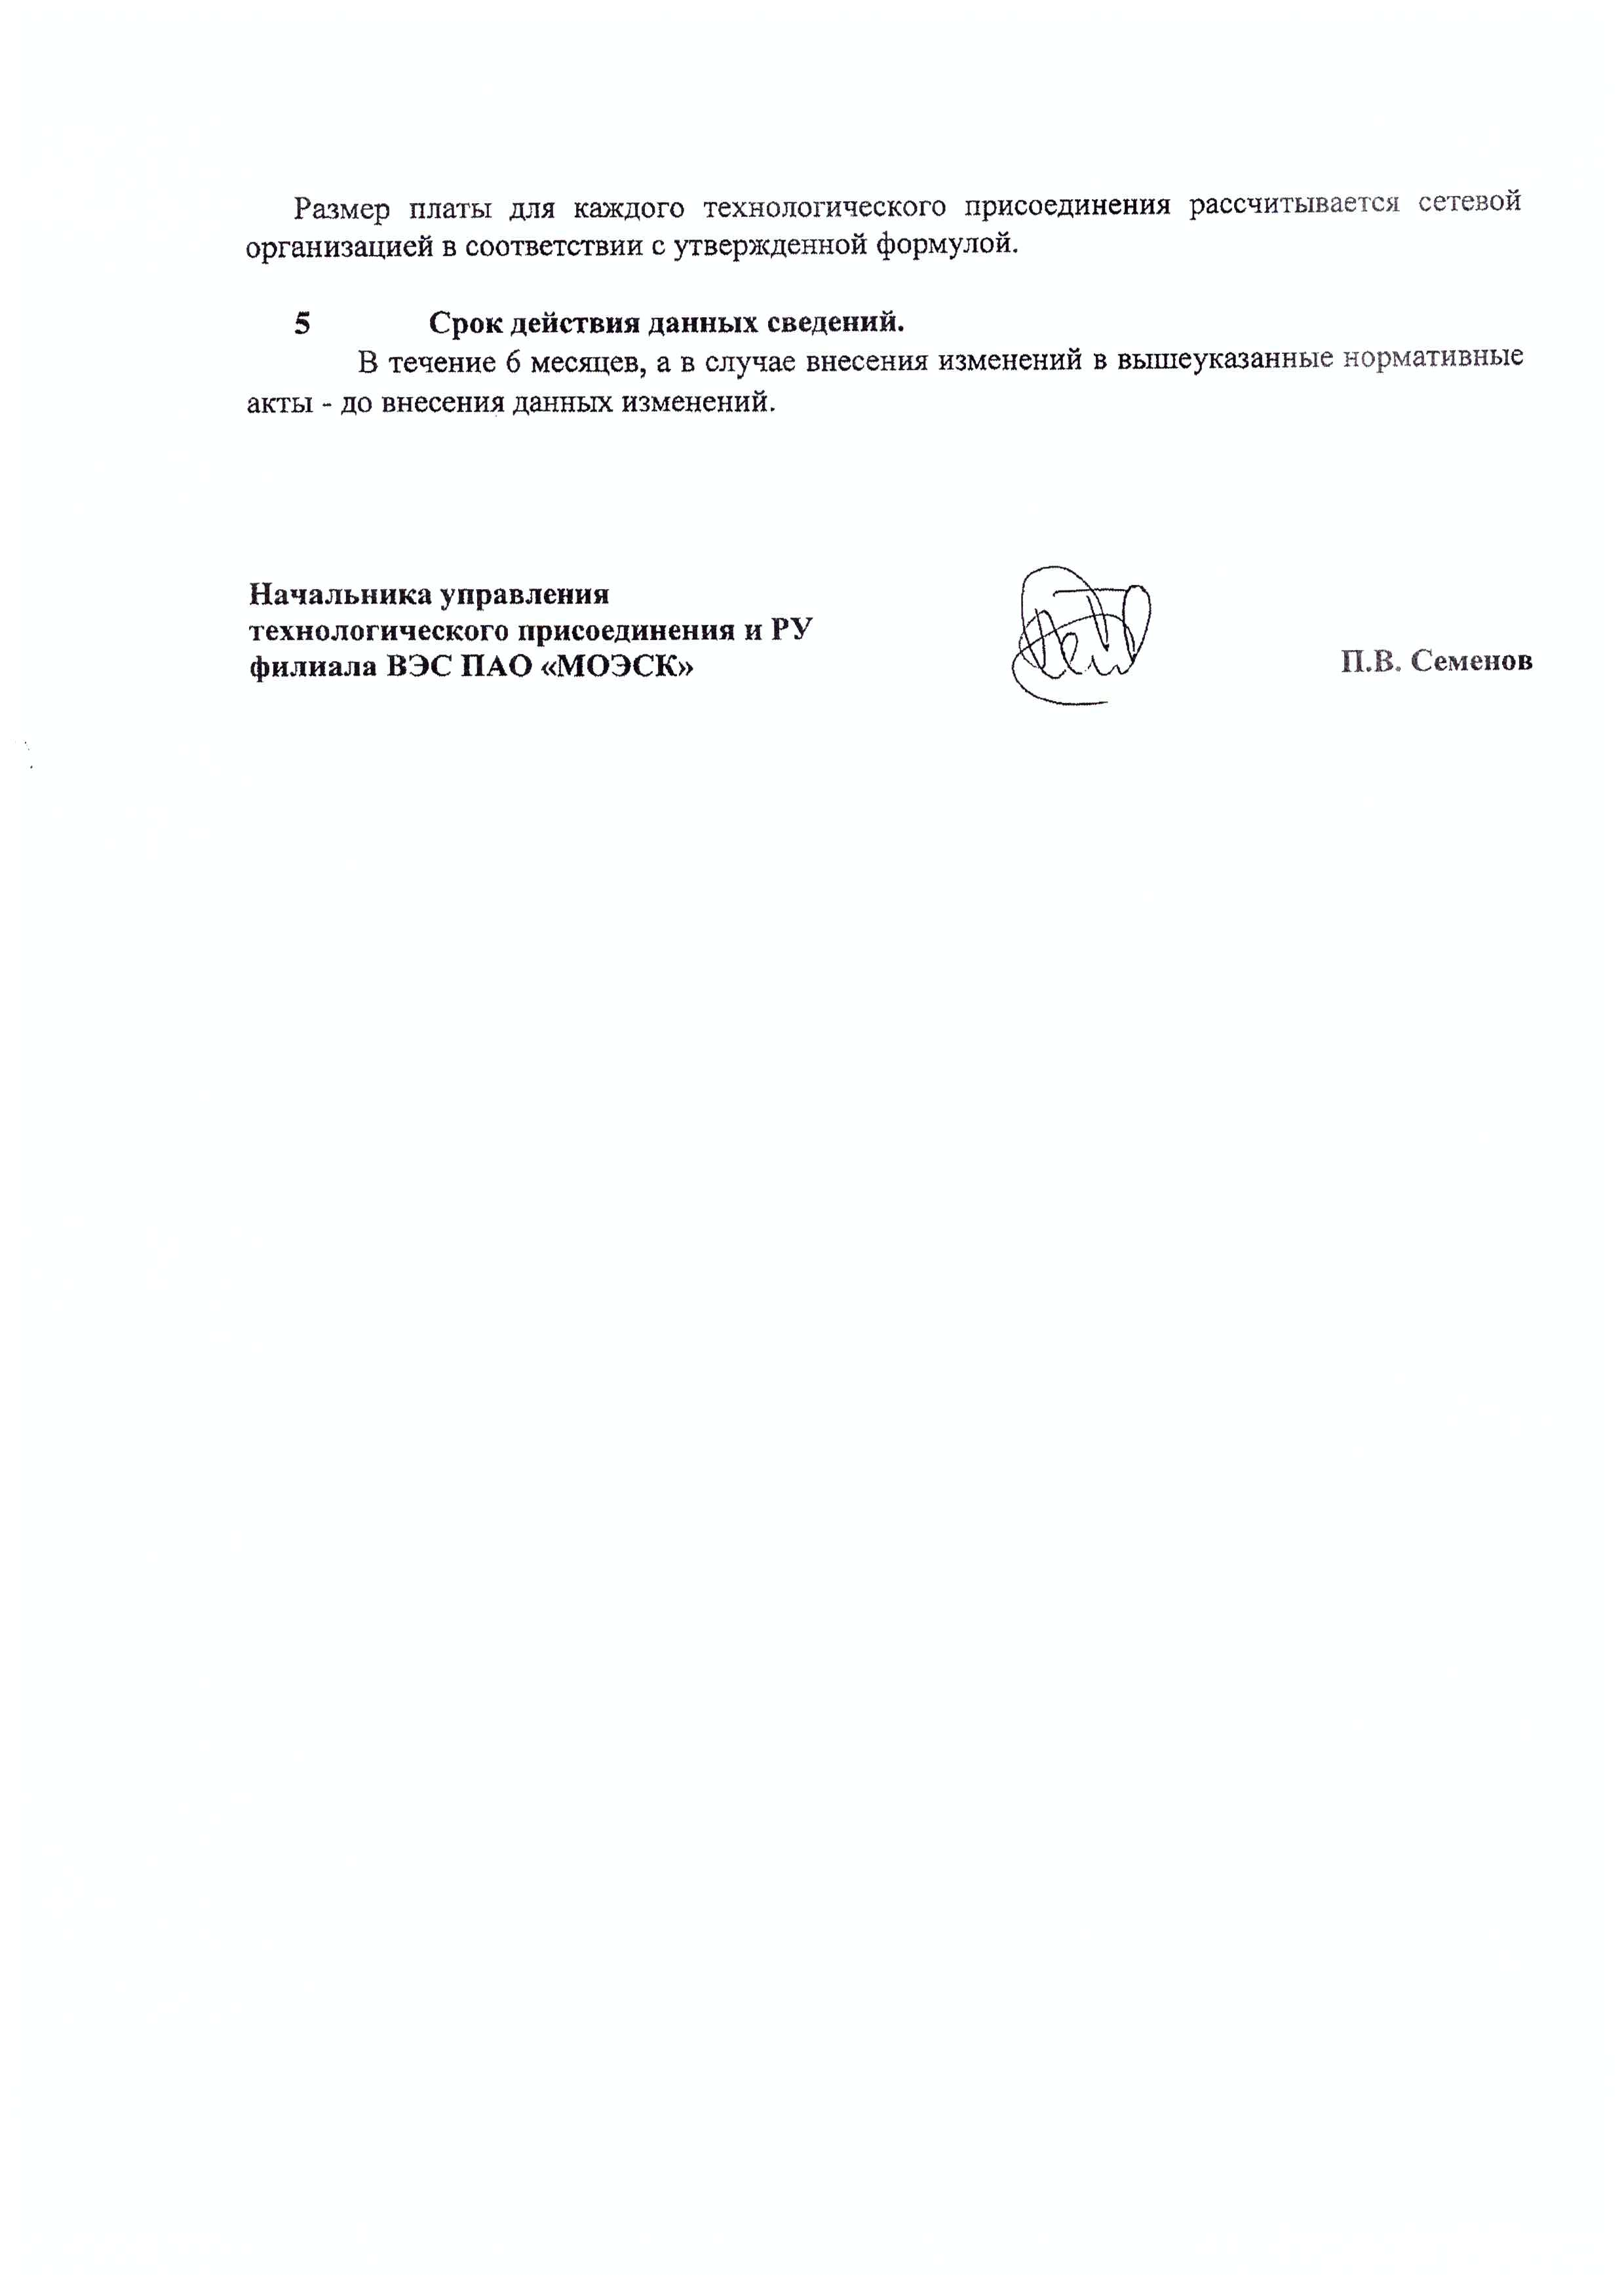 Размер платы для каждого технологического присоединения рассчитывается сетевой
организацией в соответствии с утвержденной формулой.
5 Срок действия данных сведений.
В течение 6 месяцев, а в случае внесения изменений в вышеуказанные нормативные
акты - до внесения данных изменений.
Начальника управления
технологического присоединения и РУ
филиала ВЭС ПАО «МОЭСК»
П.В. Семенов